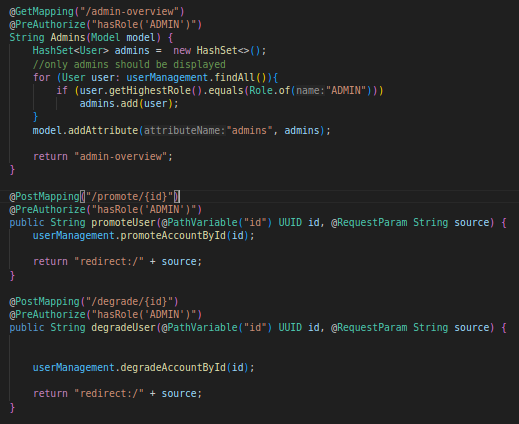 @GetMapping("/admin-overview")
@PreAuthorize("hasRole('ADMIN')")
String Admins(Model model) {
    HashSet<User> admins =  new HashSet<>();
    //only admins should be displayed
    for (User user: userManagement.findAll()){
        if (user.getHighestRole().equals(Role.of(name:"ADMIN")))
            admins.add(user);
    }
    model.addAttribute(attributeName:"admins", admins);

    return "admin-overview";
}

@PostMapping("/promote/{id}")
@PreAuthorize("hasRole('ADMIN')")
public String promoteUser(@PathVariable("id") UUID id, @RequestParam String source) {
    userManagement.promoteAccountById(id);

    return "redirect:/" + source;
}

@PostMapping("/degrade/{id}")
@PreAuthorize("hasRole('ADMIN')")
public String degradeUser(@PathVariable("id") UUID id, @RequestParam String source) {


    userManagement.degradeAccountById(id);

    return "redirect:/" + source;
}